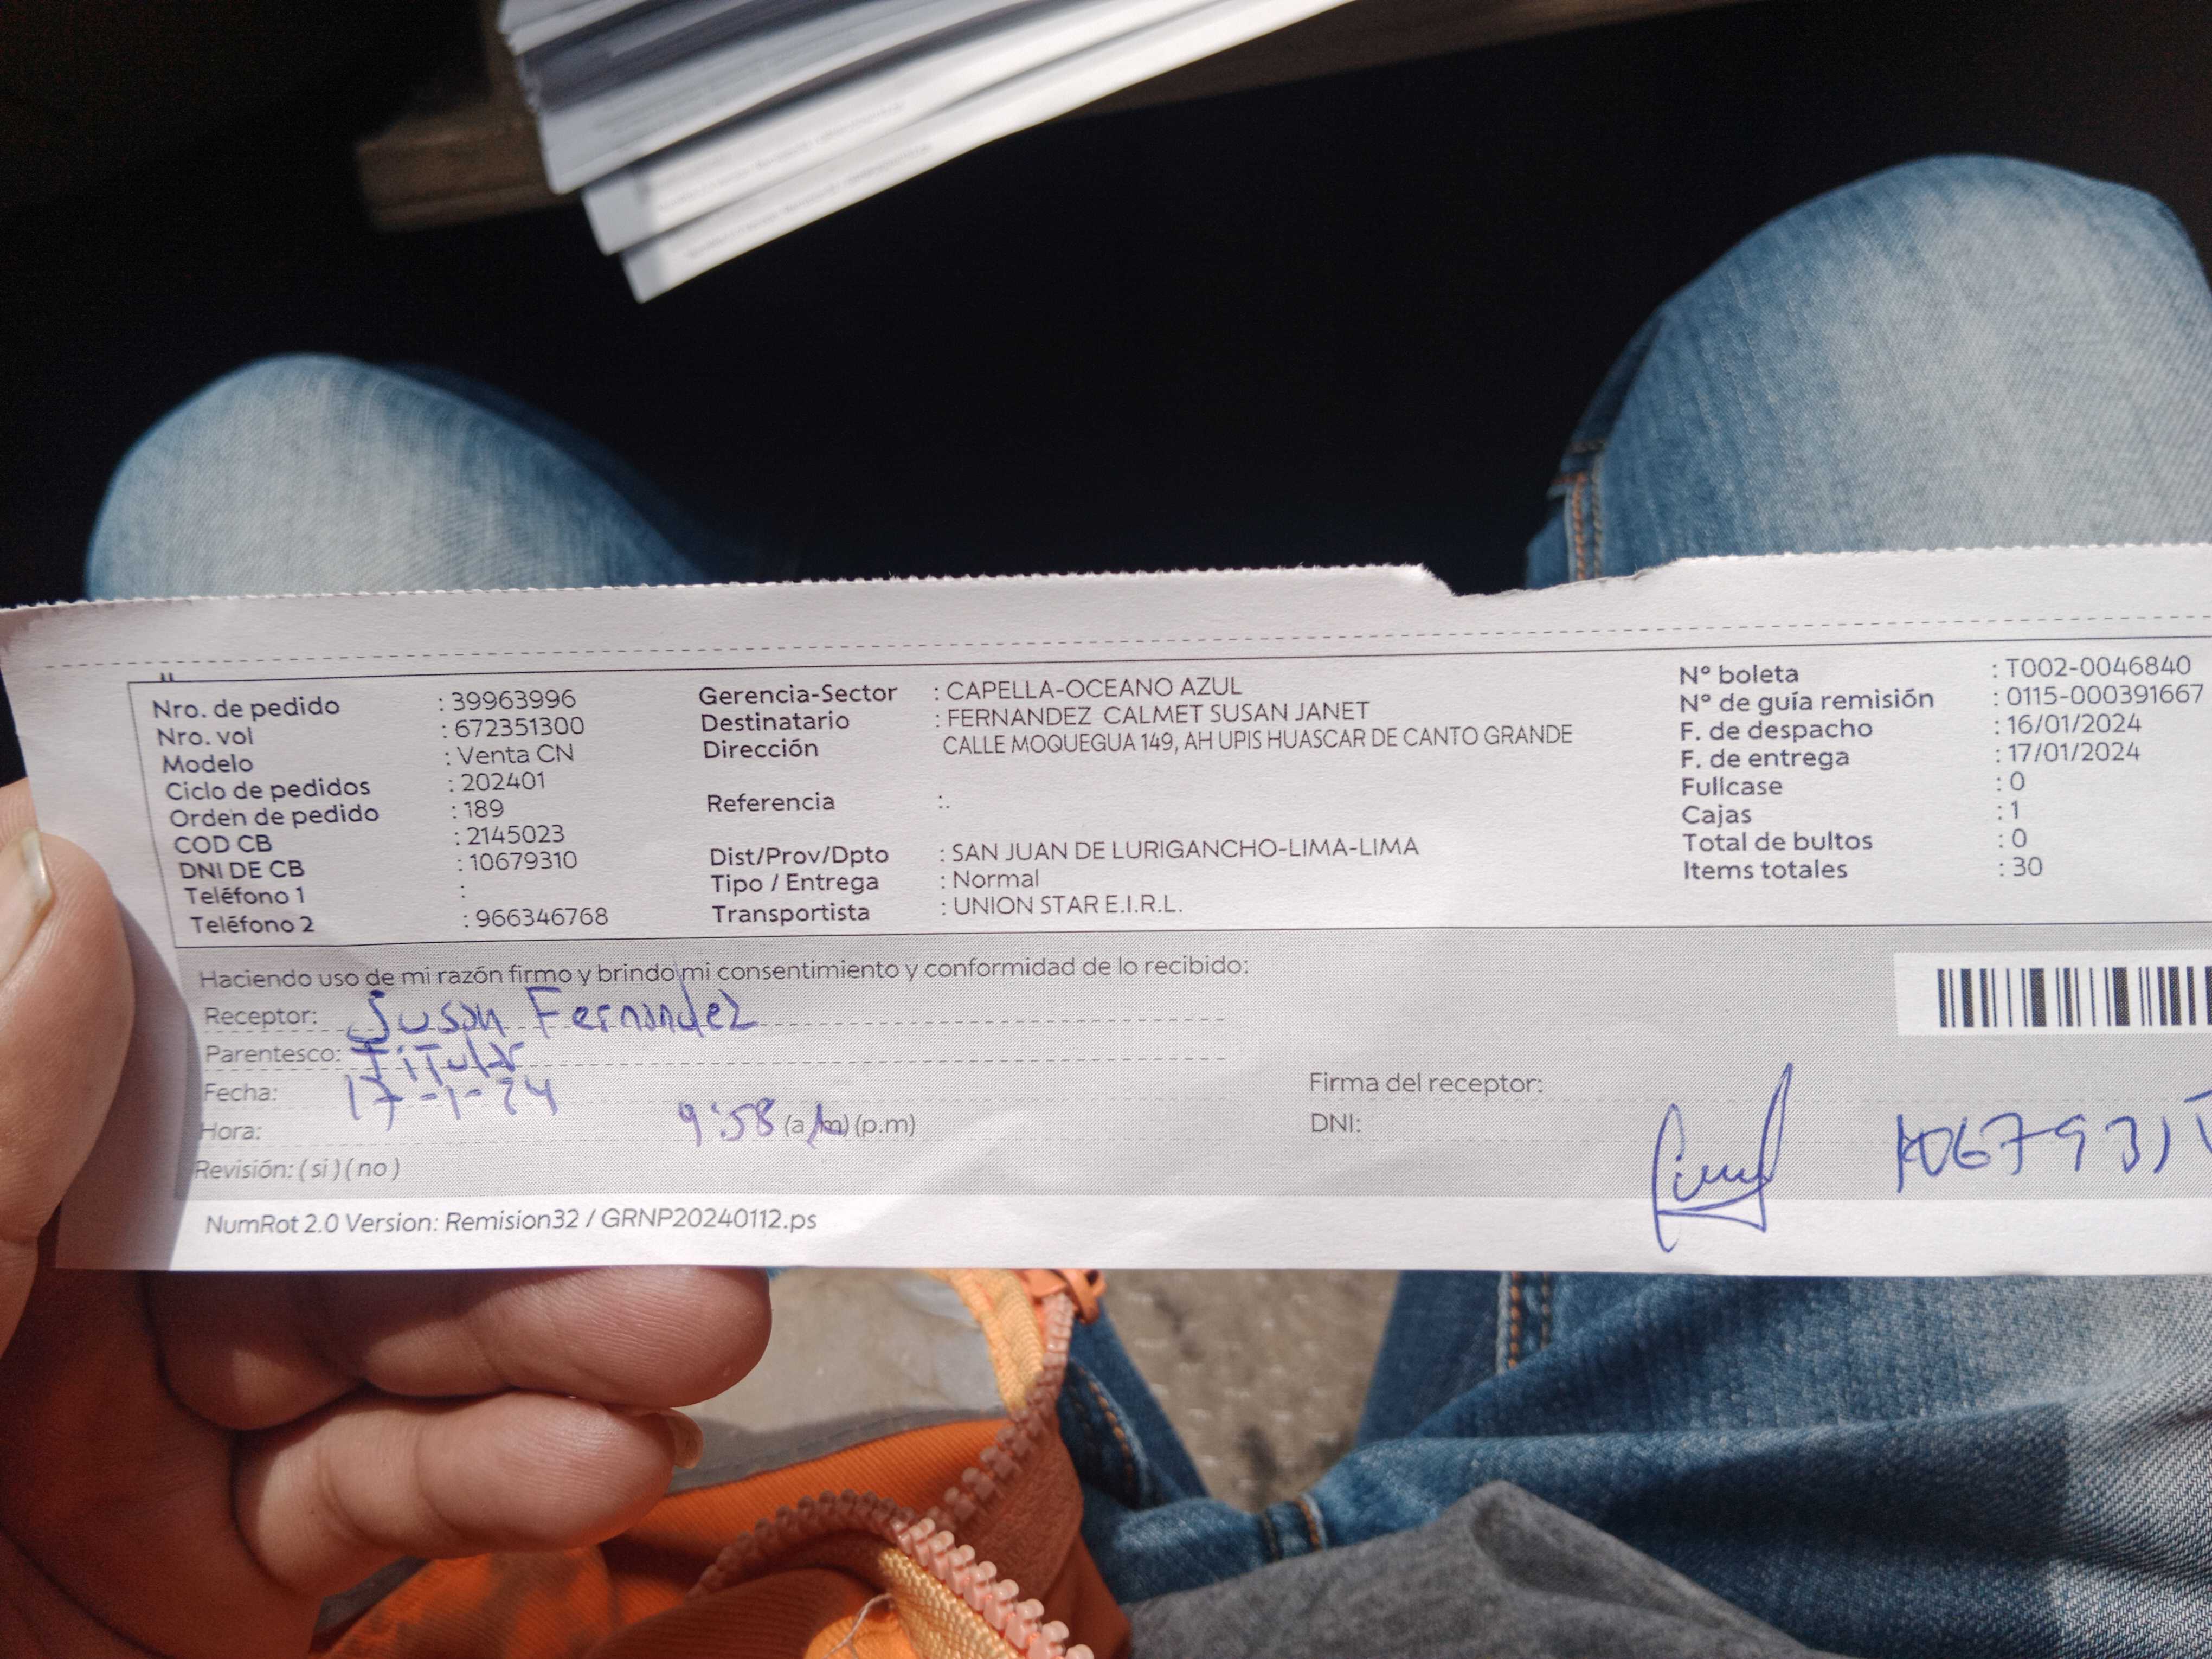 Nro. de pedido : 39963996
Nro. vol : 672351300
Modelo : Venta CN
Ciclo de pedidos : 202401
Orden de pedido : 189
COD CB : 2145023
DNI DE CB : 10679310
Teléfono 1 :
Teléfono 2 : 966346768
Gerencia-Sector : CAPELLA-OCEANO AZUL
Destinatario : FERNANDEZ CALMET SUSAN JANET
Dirección CALLE MOQUEGUA 149, AH UPIS HUASCAR DE CANTO GRANDE
Referencia :.
Dist/Prov/Dpto : SAN JUAN DE LURIGANCHO-LIMA-LIMA
Tipo / Entrega : Normal
Transportista : UNION STAR E.I.R.L.
N° boleta : T002-0046840
N° de guía remisión : 0115-000391667
F. de despacho : 16/01/2024
F. de entrega : 17/01/2024
Fullcase : 0
Cajas : 1
Total de bultos : 0
Items totales : 30
Haciendo uso de mi razón firmo y brindo mi consentimiento y conformidad de lo recibido:
Receptor: Susan Fernandez
Parentesco: Titular
Fecha: 17-1-24
Hora: 9:58 (a.m) (p.m)
Revisión: ( si ) ( no )
Firma del receptor:
DNI:
NumRot 2.0 Version: Remision32 / GRNP20240112.ps